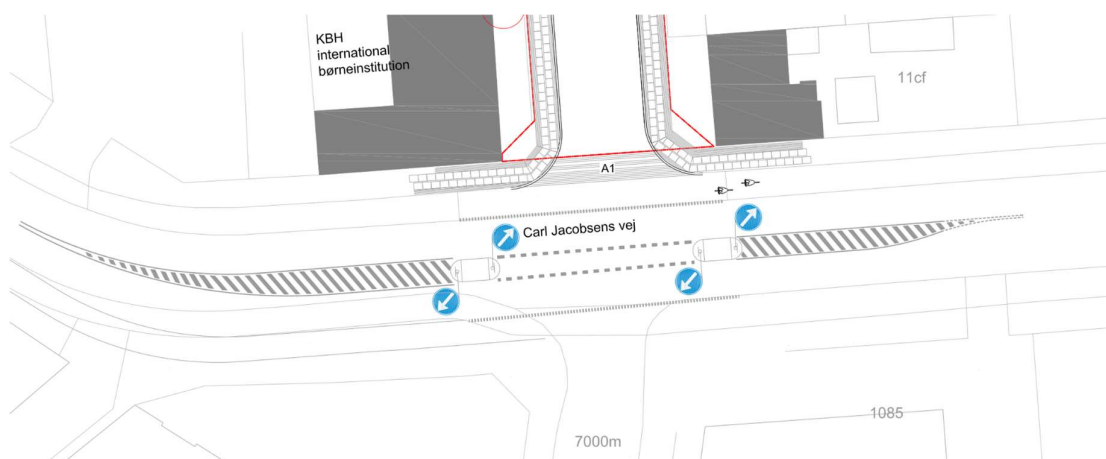 KBH
international
børneinstitution
11cf
A1
Carl Jacobsens vej
1085
7000m